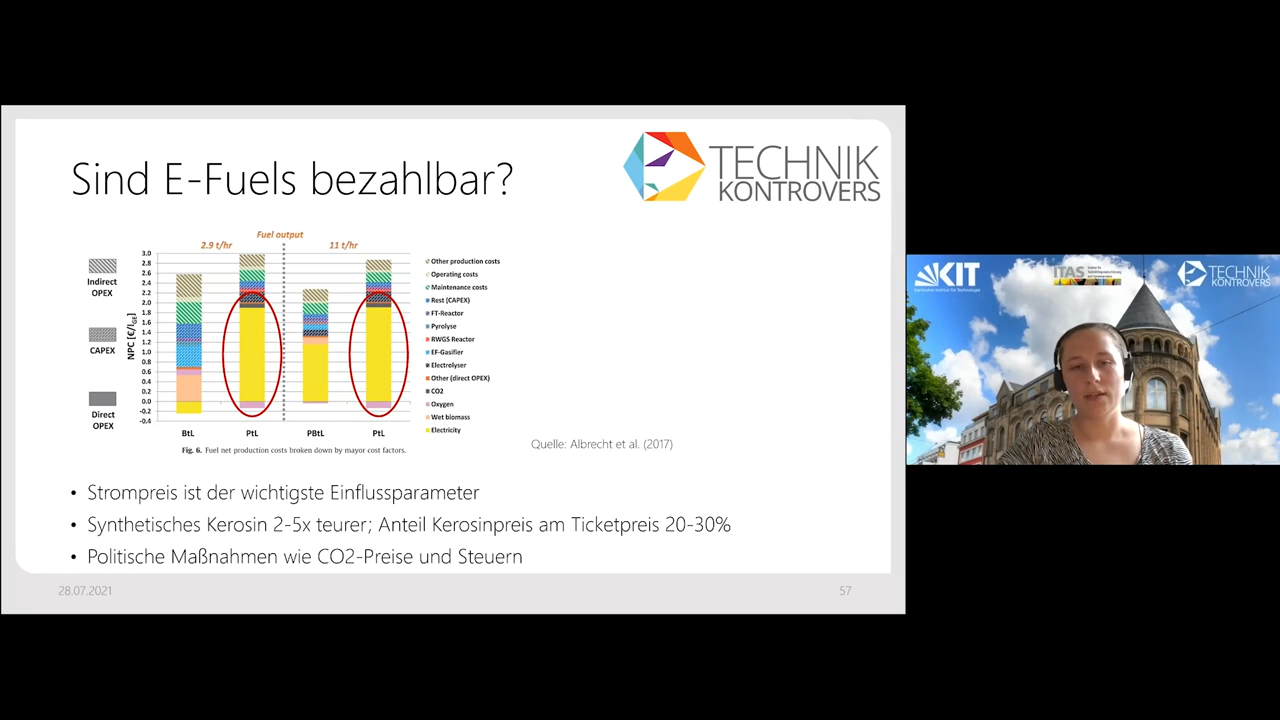 Sind E-Fuels bezahlbar?
TECHNIK
KONTROVERS
Fuel output
2.9 t/hr
11 t/hr
Indirect
OPEX
CAPEX
Direct
OPEX
NPC [€/lGE]
3.0
2.8
2.6
2.4
2.2
2.0
1.8
1.6
1.4
1.2
1.0
0.8
0.6
0.4
0.2
0.0
-0.2
-0.4
BtL
PtL
PBtL
PtL
Other production costs
Operating costs
Maintenance costs
Rest (CAPEX)
FT-Reactor
Pyrolyse
RWGS Reactor
EF-Gasifier
Electrolyser
Other (direct OPEX)
CO2
Oxygen
Wet biomass
Electricity
Fig. 6. Fuel net production costs broken down by mayor cost factors.
Quelle: Albrecht et al. (2017)
• Strompreis ist der wichtigste Einflussparameter
• Synthetisches Kerosin 2-5x teurer; Anteil Kerosinpreis am Ticketpreis 20-30%
• Politische Maßnahmen wie CO2-Preise und Steuern
28.07.2021
57
KIT
ITAS
TECHNIK
KONTROVERS